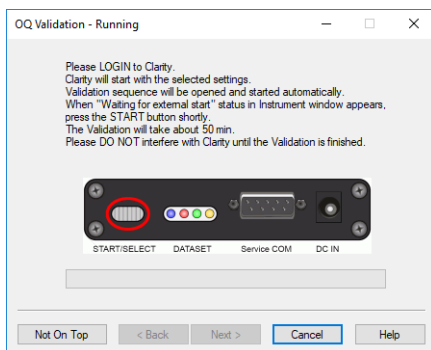 OQ Validation - Running
Please LOGIN to Clarity.
Clarity will start with the selected settings.
Validation sequence will be opened and started automatically.
When "Waiting for external start" status in Instrument window appears,
press the START button shortly.
The Validation will take about 50 min.
Please DO NOT interfere with Clarity until the Validation is finished.
START/SELECT DATASET Service COM DC IN
Not On Top < Back Next > Cancel Help